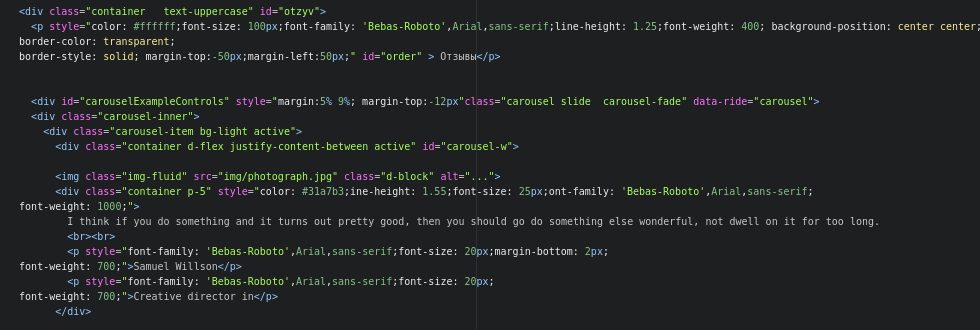 <div class="container   text-uppercase" id="otzyv">
<p style="color: #ffffff;font-size: 100px;font-family: 'Bebas-Roboto',Arial,sans-serif;line-height: 1.25;font-weight: 400; background-position: center center;
border-color: transparent;
border-style: solid; margin-top:-50px;margin-left:50px;" id="order" > Отзывы</p>
<div id="carouselExampleControls" style="margin:5% 9%; margin-top:-12px"class="carousel slide  carousel-fade" data-ride="carousel">
<div class="carousel-inner">
<div class="carousel-item bg-light active">
<div class="container d-flex justify-content-between active" id="carousel-w">
<img class="img-fluid" src="img/photograph.jpg" class="d-block" alt="...">
<div class="container p-5" style="color: #31a7b3;ine-height: 1.55;font-size: 25px;ont-family: 'Bebas-Roboto',Arial,sans-serif;
font-weight: 1000;">
I think if you do something and it turns out pretty good, then you should go do something else wonderful, not dwell on it for too long.
<br><br>
<p style="font-family: 'Bebas-Roboto',Arial,sans-serif;font-size: 20px;margin-bottom: 2px;
font-weight: 700;">Samuel Willson</p>
<p style="font-family: 'Bebas-Roboto',Arial,sans-serif;font-size: 20px;
font-weight: 700;">Creative director in</p>
</div>